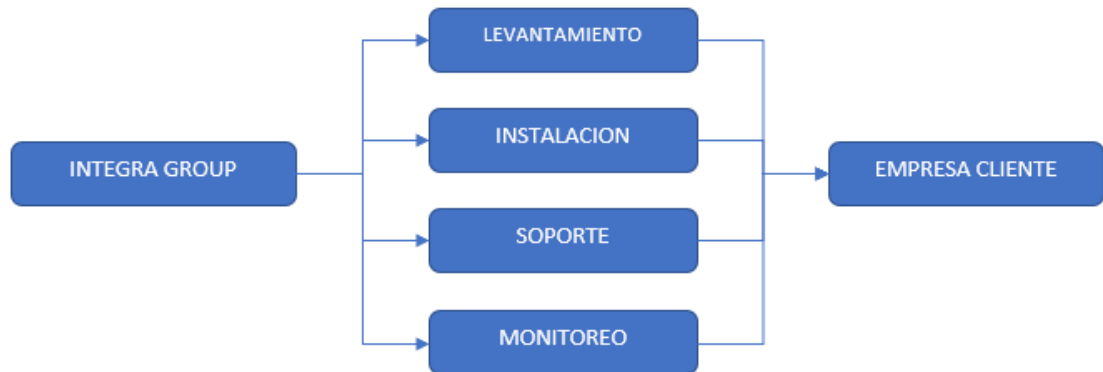 LEVANTAMIENTO
INSTALACION
INTEGRA GROUP
EMPRESA CLIENTE
SOPORTE
MONITOREO